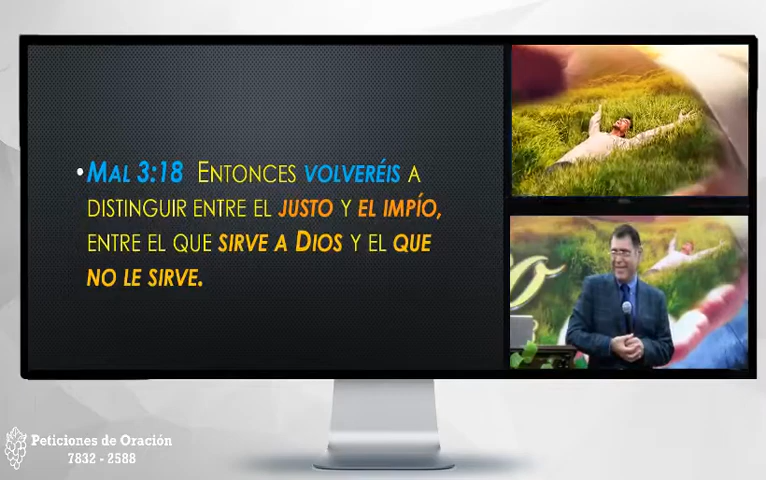 • Mal 3:18 Entonces volveréis a
distinguir entre el justo y el impío,
entre el que sirve a Dios y el que
no le sirve.
Peticiones de Oración
7832 - 2588